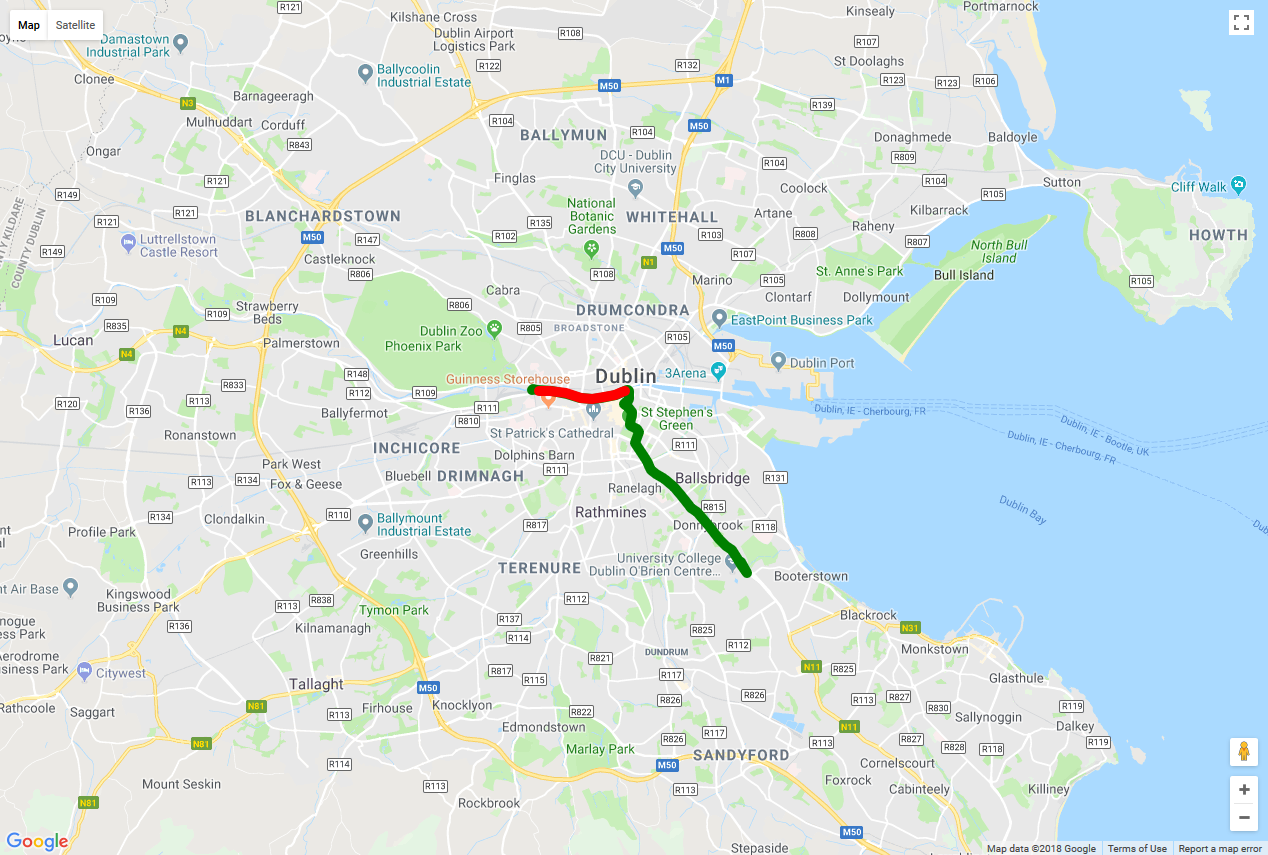 R121
Kilshane Cross
Kinsealy
Portmarnock
Map
Satellite
Damastown
Industrial Park
Dublin Airport
Logistics Park
R108
R107
St Doolaghs
Clonee
Ballycoolin
Industrial Estate
R122
R132
M50
M1
R123
R123
R106
Barnageeragh
N3
R139
Mulhuddart
Corduff
R104
M50
BALLYMUN
R104
Donaghmede
Baldoyle
Ongar
R843
DCU - Dublin
City University
R104
R809
R121
Finglas
Coolock
R104
Sutton
Cliff Walk
R149
R105
National
Botanic
Gardens
Kilbarrack
BLANCHARDSTOWN
R121
R121
R135
WHITEHALL
Artane
Raheny
HOWTH
COUNTY DUBLIN
M50
R147
R102
R103
R808
R807
North Bull
Island
Luttrellstown
Castle Resort
R149
Castleknock
M50
R107
N1
R806
R108
Marino
R105
St. Anne's Park
Bull Island
R105
Cabra
Clontarf
Dollymount
R109
R806
Strawberry
Beds
R109
DRUMCONDRA
R835
R805
BROADSTONE
EastPoint Business Park
Lucan
N4
Dublin Zoo
Phoenix Park
R105
Palmerstown
M50
N4
Dublin Port
R148
Guinness Storehouse
Dublin
3Arena
R833
R112
R109
R120
R113
R136
Ballyfermot
R111
R810
St Stephen's
Green
Dublin, IE - Cherbourg, FR
Dublin, IE - Bootle, UK
Dublin, IE - Cherbourg, FR
Ronanstown
St Patrick's Cathedral
INCHICORE
Dolphins Barn
R111
Park West
Bluebell
DRIMNAGH
R111
Ballsbridge
R131
R113
R134
Fox & Geese
Ranelagh
Dublin Bay
R134
Clondalkin
R110
Ballymount
Industrial Estate
R817
Rathmines
R815
R118
Profile Park
Greenhills
University College
Dublin O'Brien Centre...
TERENURE
Booterstown
Kingswood
Business Park
R113
R838
Tymon Park
R112
Blackrock
R136
Kilnamanagh
R137
R114
R825
N31
R112
Monkstown
DUNDRUM
Citywest
R817
R821
R115
R117
N11
R825
Glasthule
Tallaght
M50
R826
R826
R113
R827
Rathcoole
Saggart
N81
R113
Firhouse
Knocklyon
R822
R830
Sallynoggin
R119
Dalkey
N81
Edmondstown
R826
R117
N11
R113
R827
R828
R118
R119
Marlay Park
SANDYFORD
R114
M50
Cornelscourt
Mount Seskin
R113
R113
Foxrock
Cabinteely
Killiney
N81
Rockbrook
M50
Stepaside
Google
Map data ©2018 Google
Terms of Use
Report a map error